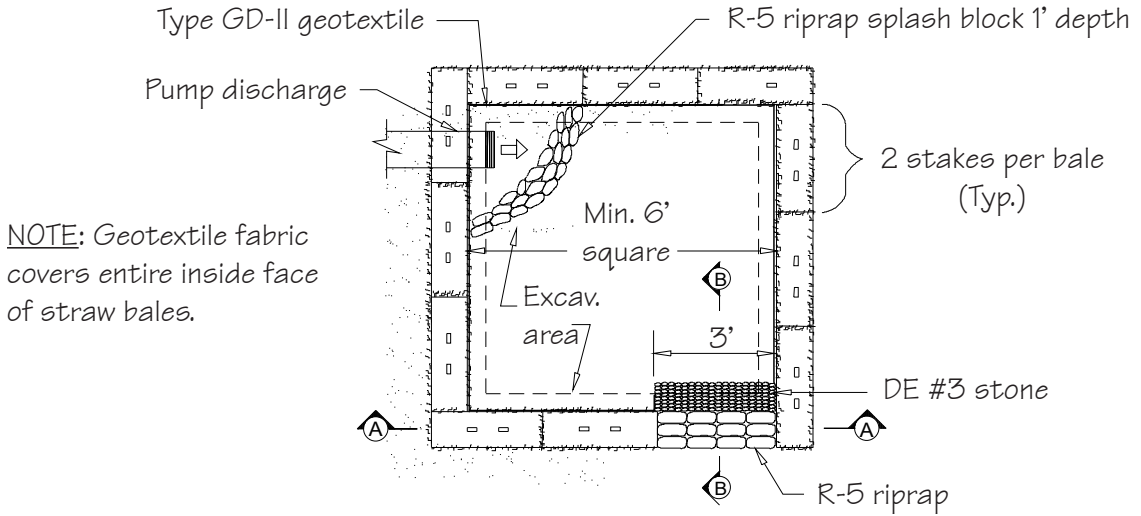 Type GD-II geotextile
R-5 riprap splash block 1' depth
Pump discharge
2 stakes per bale
(Typ.)
NOTE: Geotextile fabric
covers entire inside face
of straw bales.
Min. 6'
square
B
Excav.
area
3'
DE #3 stone
A
A
B
R-5 riprap